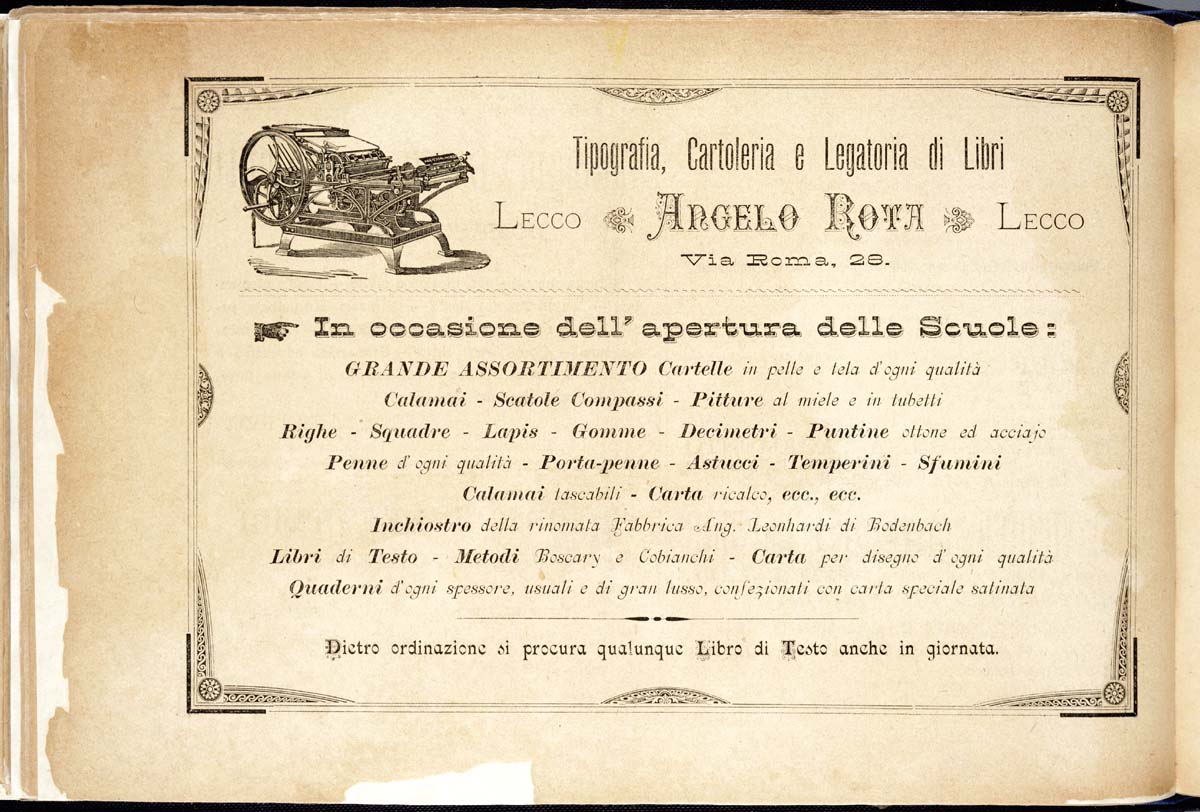 Tipografia, Cartoleria e Legatoria di Libri
Lecco Angelo Rota Lecco
Via Roma, 28.
In occasione dell' apertura delle Scuole:
GRANDE ASSORTIMENTO Cartelle in pelle e tela d'ogni qualità
Calamai - Scatole Compassi - Pitture al miele e in tubetti
Righe - Squadre - Lapis - Gomme - Decimetri - Puntine ottone ed acciajo
Penne d'ogni qualità - Porta-penne - Astucci - Temperini - Sfumini
Calamai tascabili - Carta ricalco, ecc., ecc.
Inchiostro della rinomata Fabbrica Aug. Leonhardi di Bodenbach
Libri di Testo - Metodi Boscary e Cobianchi - Carta per disegno d'ogni qualità
Quaderni d'ogni spessore, usuali e di gran lusso, confezionati con carta speciale satinata
Dietro ordinazione si procura qualunque Libro di Testo anche in giornata.